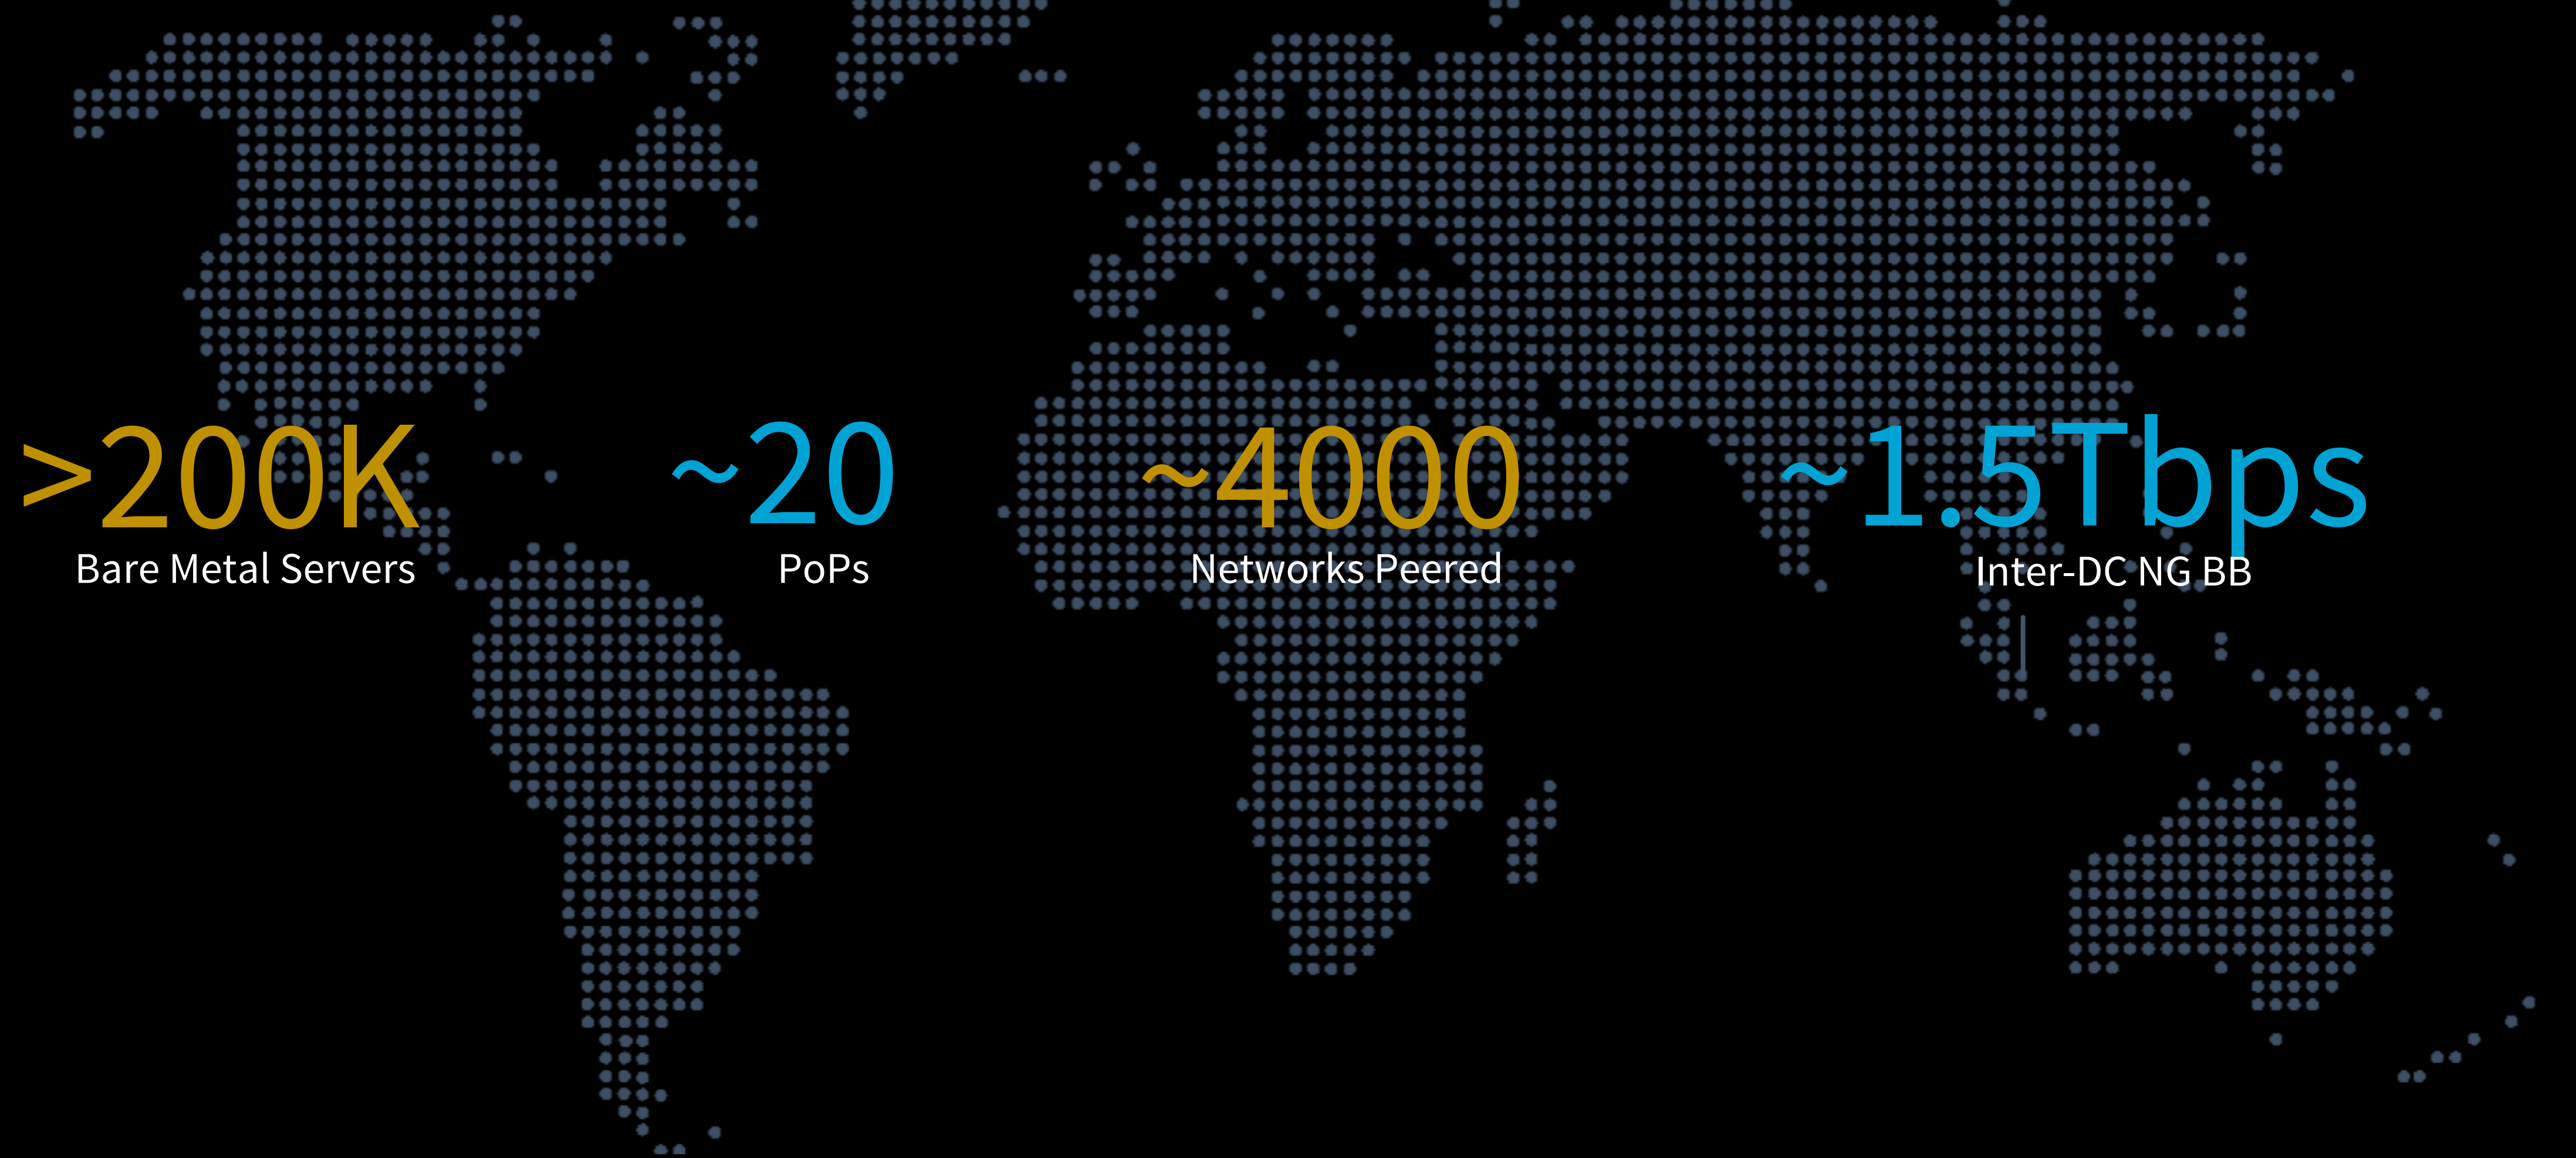 >200K
Bare Metal Servers
~20
PoPs
~4000
Networks Peered
~1.5Tbps
Inter-DC NG BB